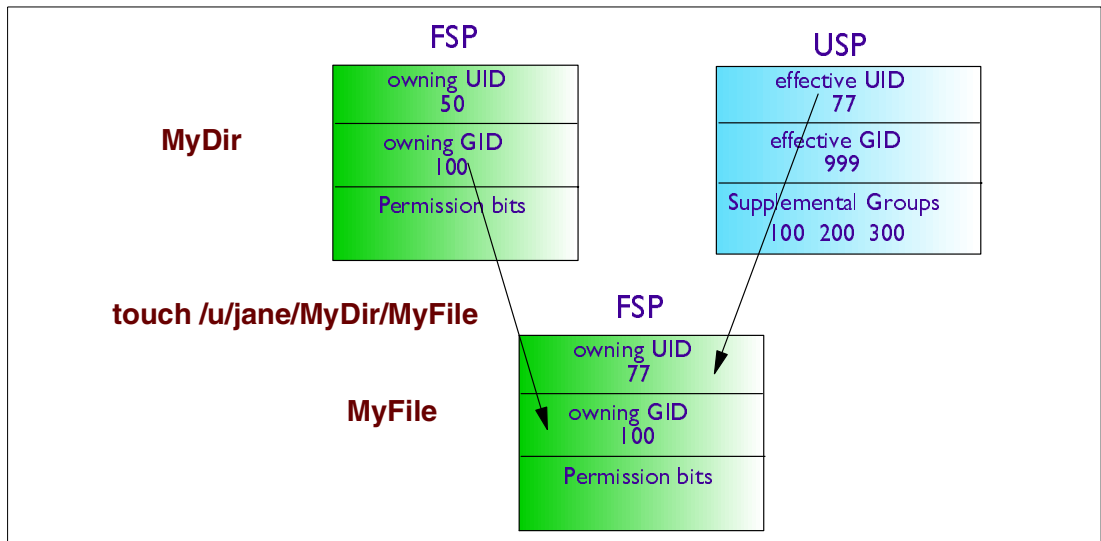 FSP
owning UID
50
owning GID
100
Permission bits
MyDir
USP
effective UID
77
effective GID
999
Supplemental Groups
100 200 300
touch /u/jane/MyDir/MyFile
FSP
owning UID
77
owning GID
100
Permission bits
MyFile